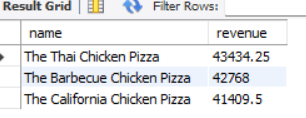 Result Grid Filter Rows:
name revenue
The Thai Chicken Pizza 43434.25
The Barbecue Chicken Pizza 42768
The California Chicken Pizza 41409.5